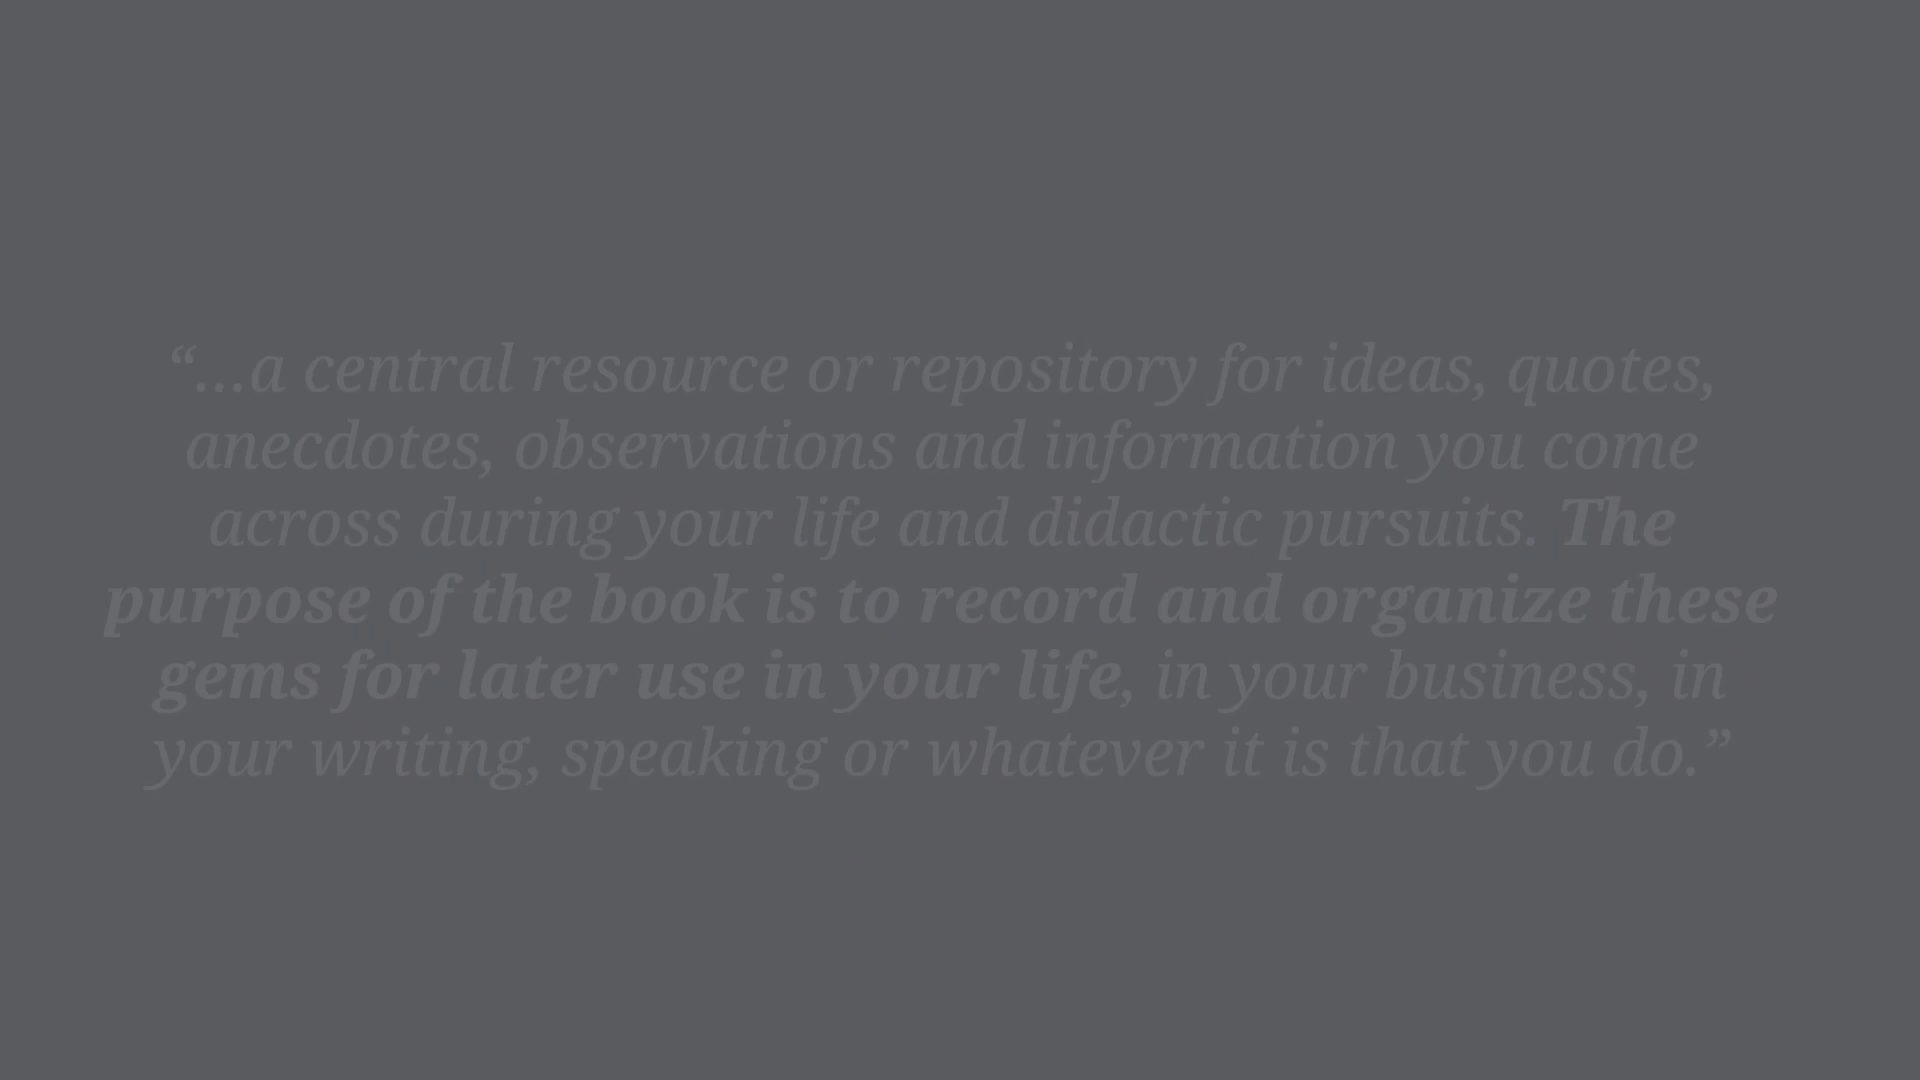 “…a central resource or repository for ideas, quotes,
anecdotes, observations and information you come
across during your life and didactic pursuits. The
purpose of the book is to record and organize these
gems for later use in your life, in your business, in
your writing, speaking or whatever it is that you do.”